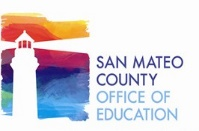 SAN MATEO
COUNTY
OFFICE OF
EDUCATION